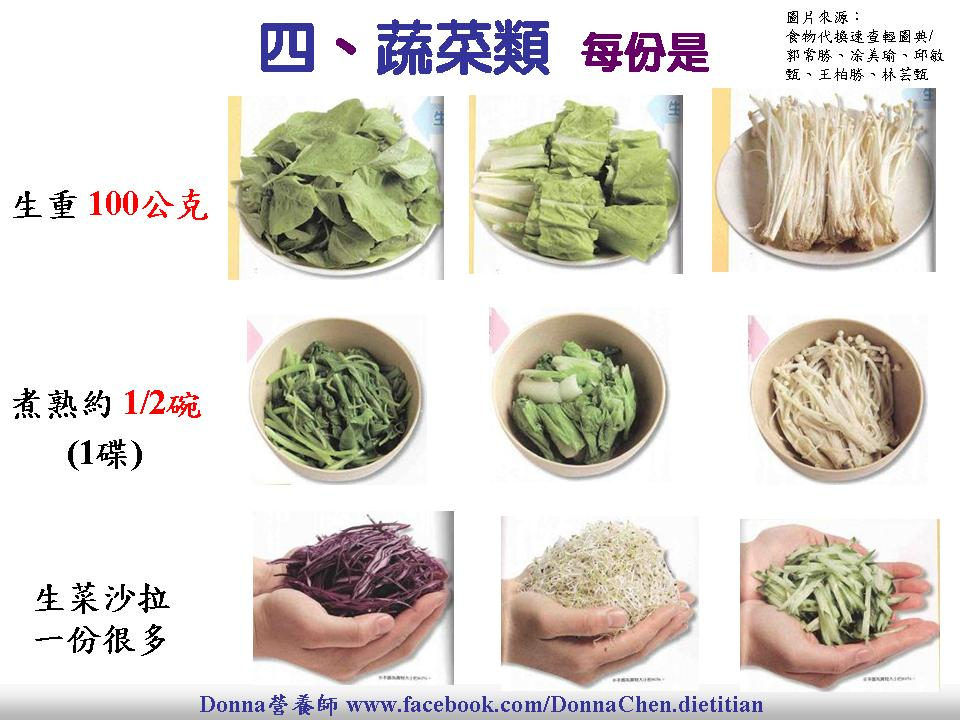 四、蔬菜類 每份是
圖片來源：
食物代換速查輕圖典/
郭常勝、涂美瑜、邱敏
甄、王柏勝、林芸甄
生
生
生重 100公克
煮熟約 1/2碗
(1碟)
生菜沙拉
一份很多
Donna營養師 www.facebook.com/DonnaChen.dietitian